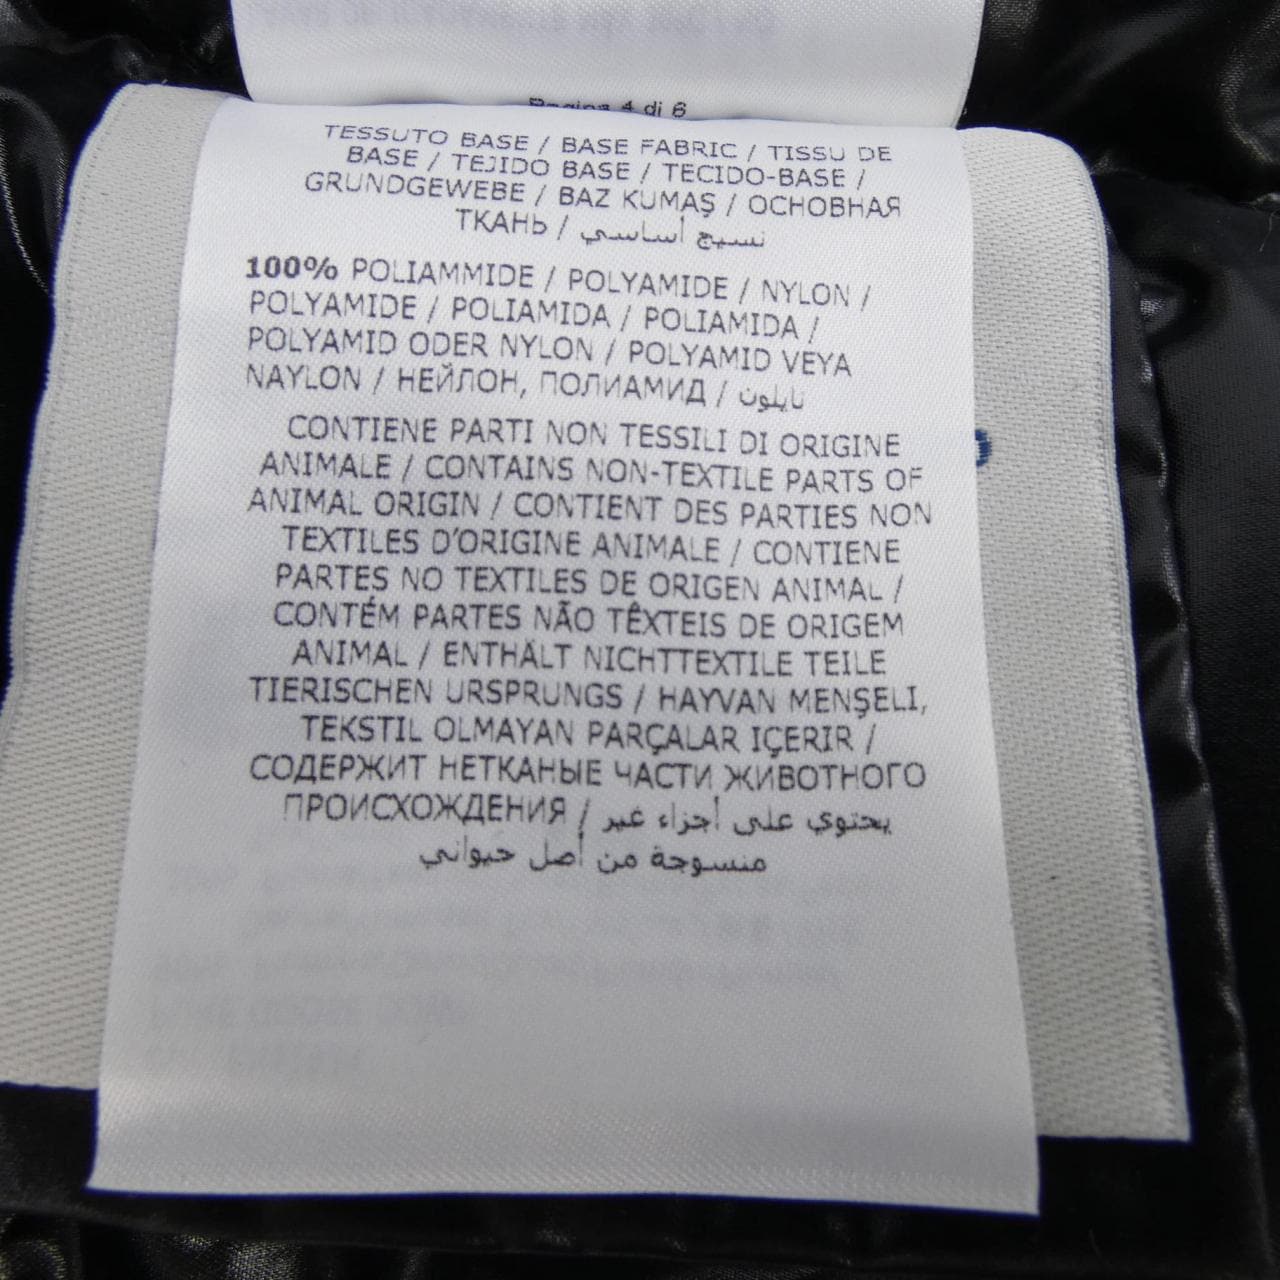 Pagina 4 di 6
TESSUTO BASE / BASE FABRIC / TISSU DE
BASE / TEJIDO BASE / TECIDO-BASE /
GRUNDGEWEBE / BAZ KUMAŞ / ОСНОВНАЯ
ТКАНЬ / نسيج أساسي
100% POLIAMMIDE / POLYAMIDE / NYLON /
POLYAMIDE / POLIAMIDA / POLIAMIDA /
POLYAMID ODER NYLON / POLYAMID VEYA
NAYLON / НЕЙЛОН, ПОЛИАМИД / نايلون
CONTIENE PARTI NON TESSILI DI ORIGINE
ANIMALE / CONTAINS NON-TEXTILE PARTS OF
ANIMAL ORIGIN / CONTIENT DES PARTIES NON
TEXTILES D'ORIGINE ANIMALE / CONTIENE
PARTES NO TEXTILES DE ORIGEN ANIMAL /
CONTÉM PARTES NÃO TÊXTEIS DE ORIGEM
ANIMAL / ENTHÄLT NICHTTEXTILE TEILE
TIERISCHEN URSPRUNGS / HAYVAN MENŞELI,
TEKSTIL OLMAYAN PARÇALAR IÇERIR /
СОДЕРЖИТ НЕТКАНЫЕ ЧАСТИ ЖИВОТНОГО
ПРОИСХОЖДЕНИЯ / يحتوي على أجزاء غير
منسوجة من أصل حيواني